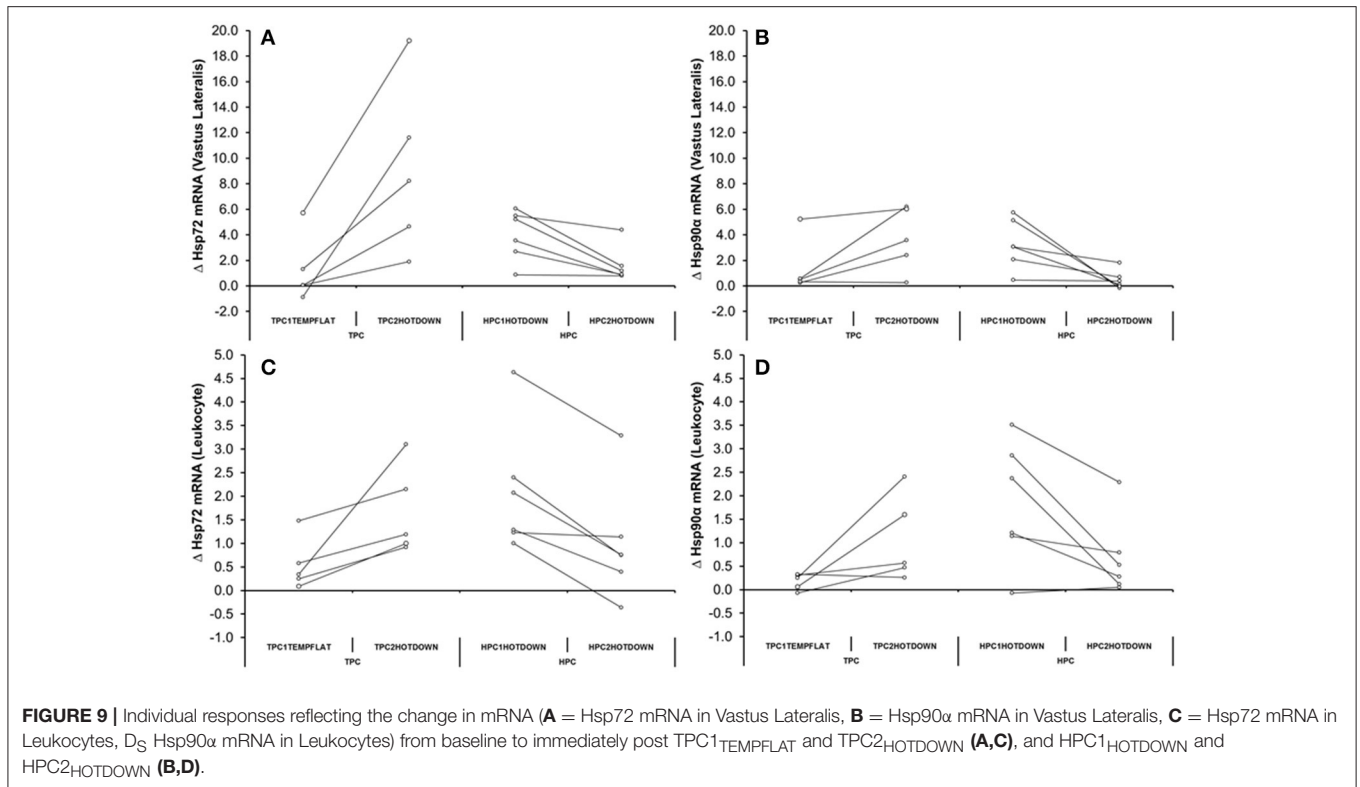 A
Δ Hsp72 mRNA (Vastus Lateralis)
20.0
18.0
16.0
14.0
12.0
10.0
8.0
6.0
4.0
2.0
0.0
-2.0
TPC1TEMPFLAT | TPC2HOTDOWN | HPC1HOTDOWN | HPC2HOTDOWN |
TPC HPC
B
Δ Hsp90α mRNA (Vastus Lateralis)
20.0
18.0
16.0
14.0
12.0
10.0
8.0
6.0
4.0
2.0
0.0
-2.0
TPC1TEMPFLAT | TPC2HOTDOWN | HPC1HOTDOWN | HPC2HOTDOWN |
TPC HPC
C
Δ Hsp72 mRNA (Leukocyte)
5.0
4.5
4.0
3.5
3.0
2.5
2.0
1.5
1.0
0.5
0.0
-0.5
-1.0
TPC1TEMPFLAT | TPC2HOTDOWN | HPC1HOTDOWN | HPC2HOTDOWN |
TPC HPC
D
Δ Hsp90α mRNA (Leukocyte)
5.0
4.5
4.0
3.5
3.0
2.5
2.0
1.5
1.0
0.5
0.0
-0.5
-1.0
TPC1TEMPFLAT | TPC2HOTDOWN | HPC1HOTDOWN | HPC2HOTDOWN |
TPC HPC
FIGURE 9 | Individual responses reflecting the change in mRNA (A = Hsp72 mRNA in Vastus Lateralis, B = Hsp90α mRNA in Vastus Lateralis, C = Hsp72 mRNA in
Leukocytes, DS Hsp90α mRNA in Leukocytes) from baseline to immediately post TPC1TEMPFLAT and TPC2HOTDOWN (A,C), and HPC1HOTDOWN and
HPC2HOTDOWN (B,D).